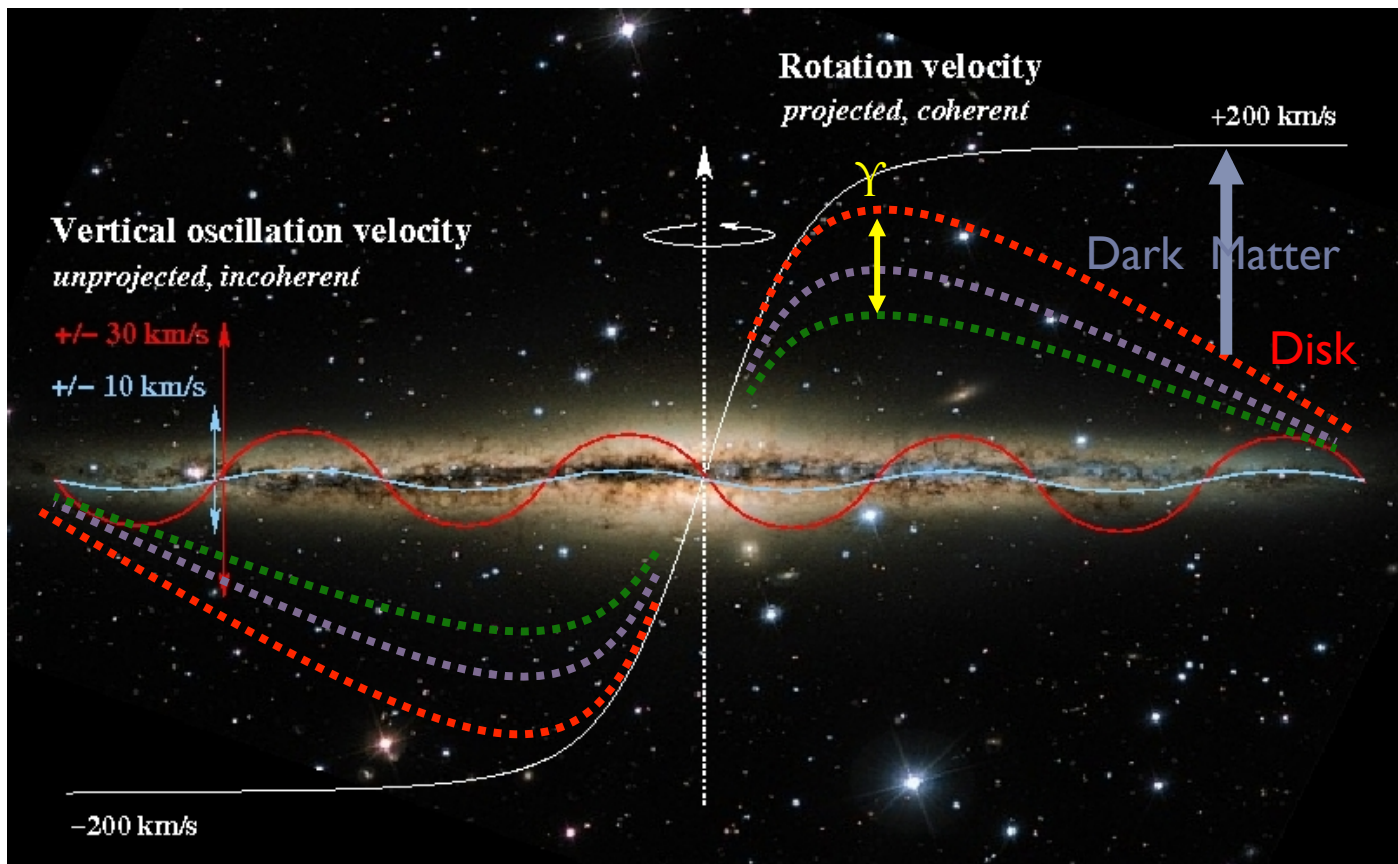 Rotation velocity
projected, coherent
+200 km/s
ϒ
Vertical oscillation velocity
unprojected, incoherent
+/− 30 km/s
+/− 10 km/s
Dark Matter
Disk
−200 km/s